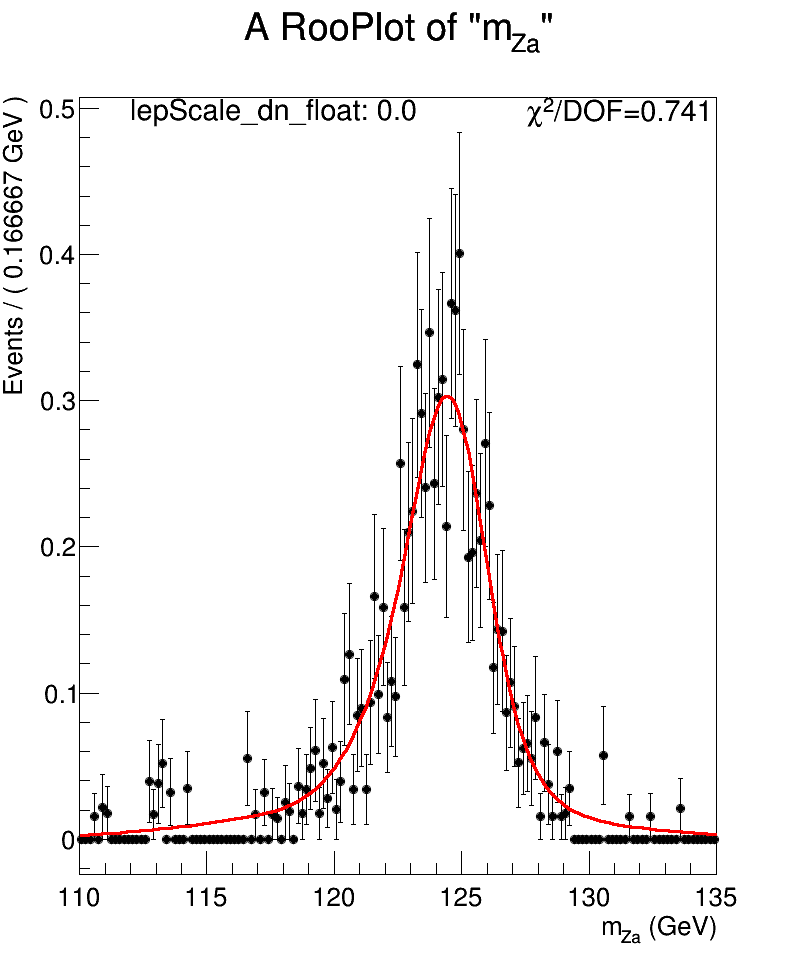 A RooPlot of "m_Za"
lepScale_dn_float: 0.0
χ²/DOF=0.741
Events / ( 0.166667 GeV )
0.5
0.4
0.3
0.2
0.1
0
110 115 120 125 130 135
m_Za (GeV)